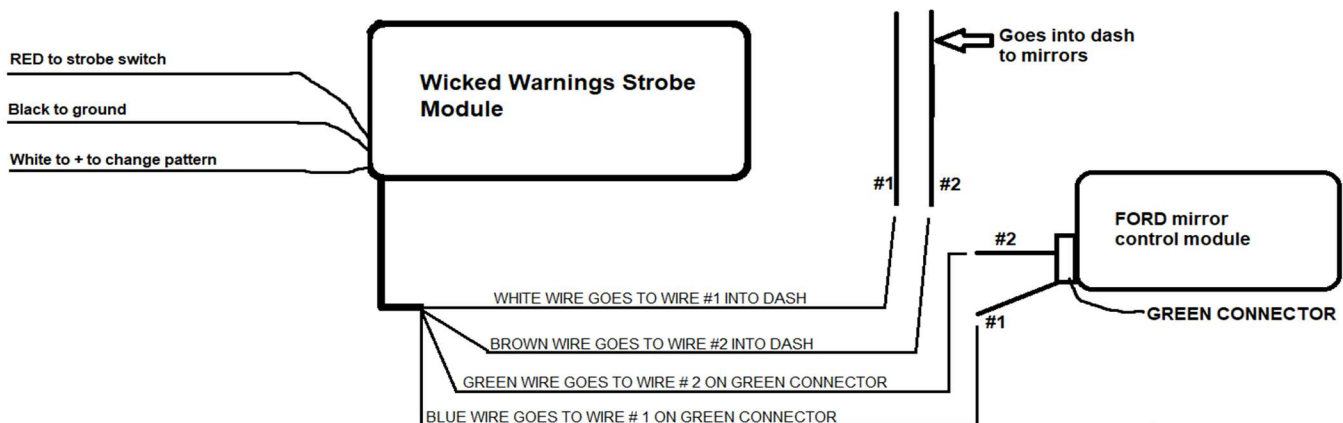 Goes into dash
to mirrors
RED to strobe switch
Wicked Warnings Strobe
Module
Black to ground
White to + to change pattern
#1
#2
FORD mirror
control module
#2
WHITE WIRE GOES TO WIRE #1 INTO DASH
#1
GREEN CONNECTOR
BROWN WIRE GOES TO WIRE #2 INTO DASH
GREEN WIRE GOES TO WIRE # 2 ON GREEN CONNECTOR
BLUE WIRE GOES TO WIRE # 1 ON GREEN CONNECTOR